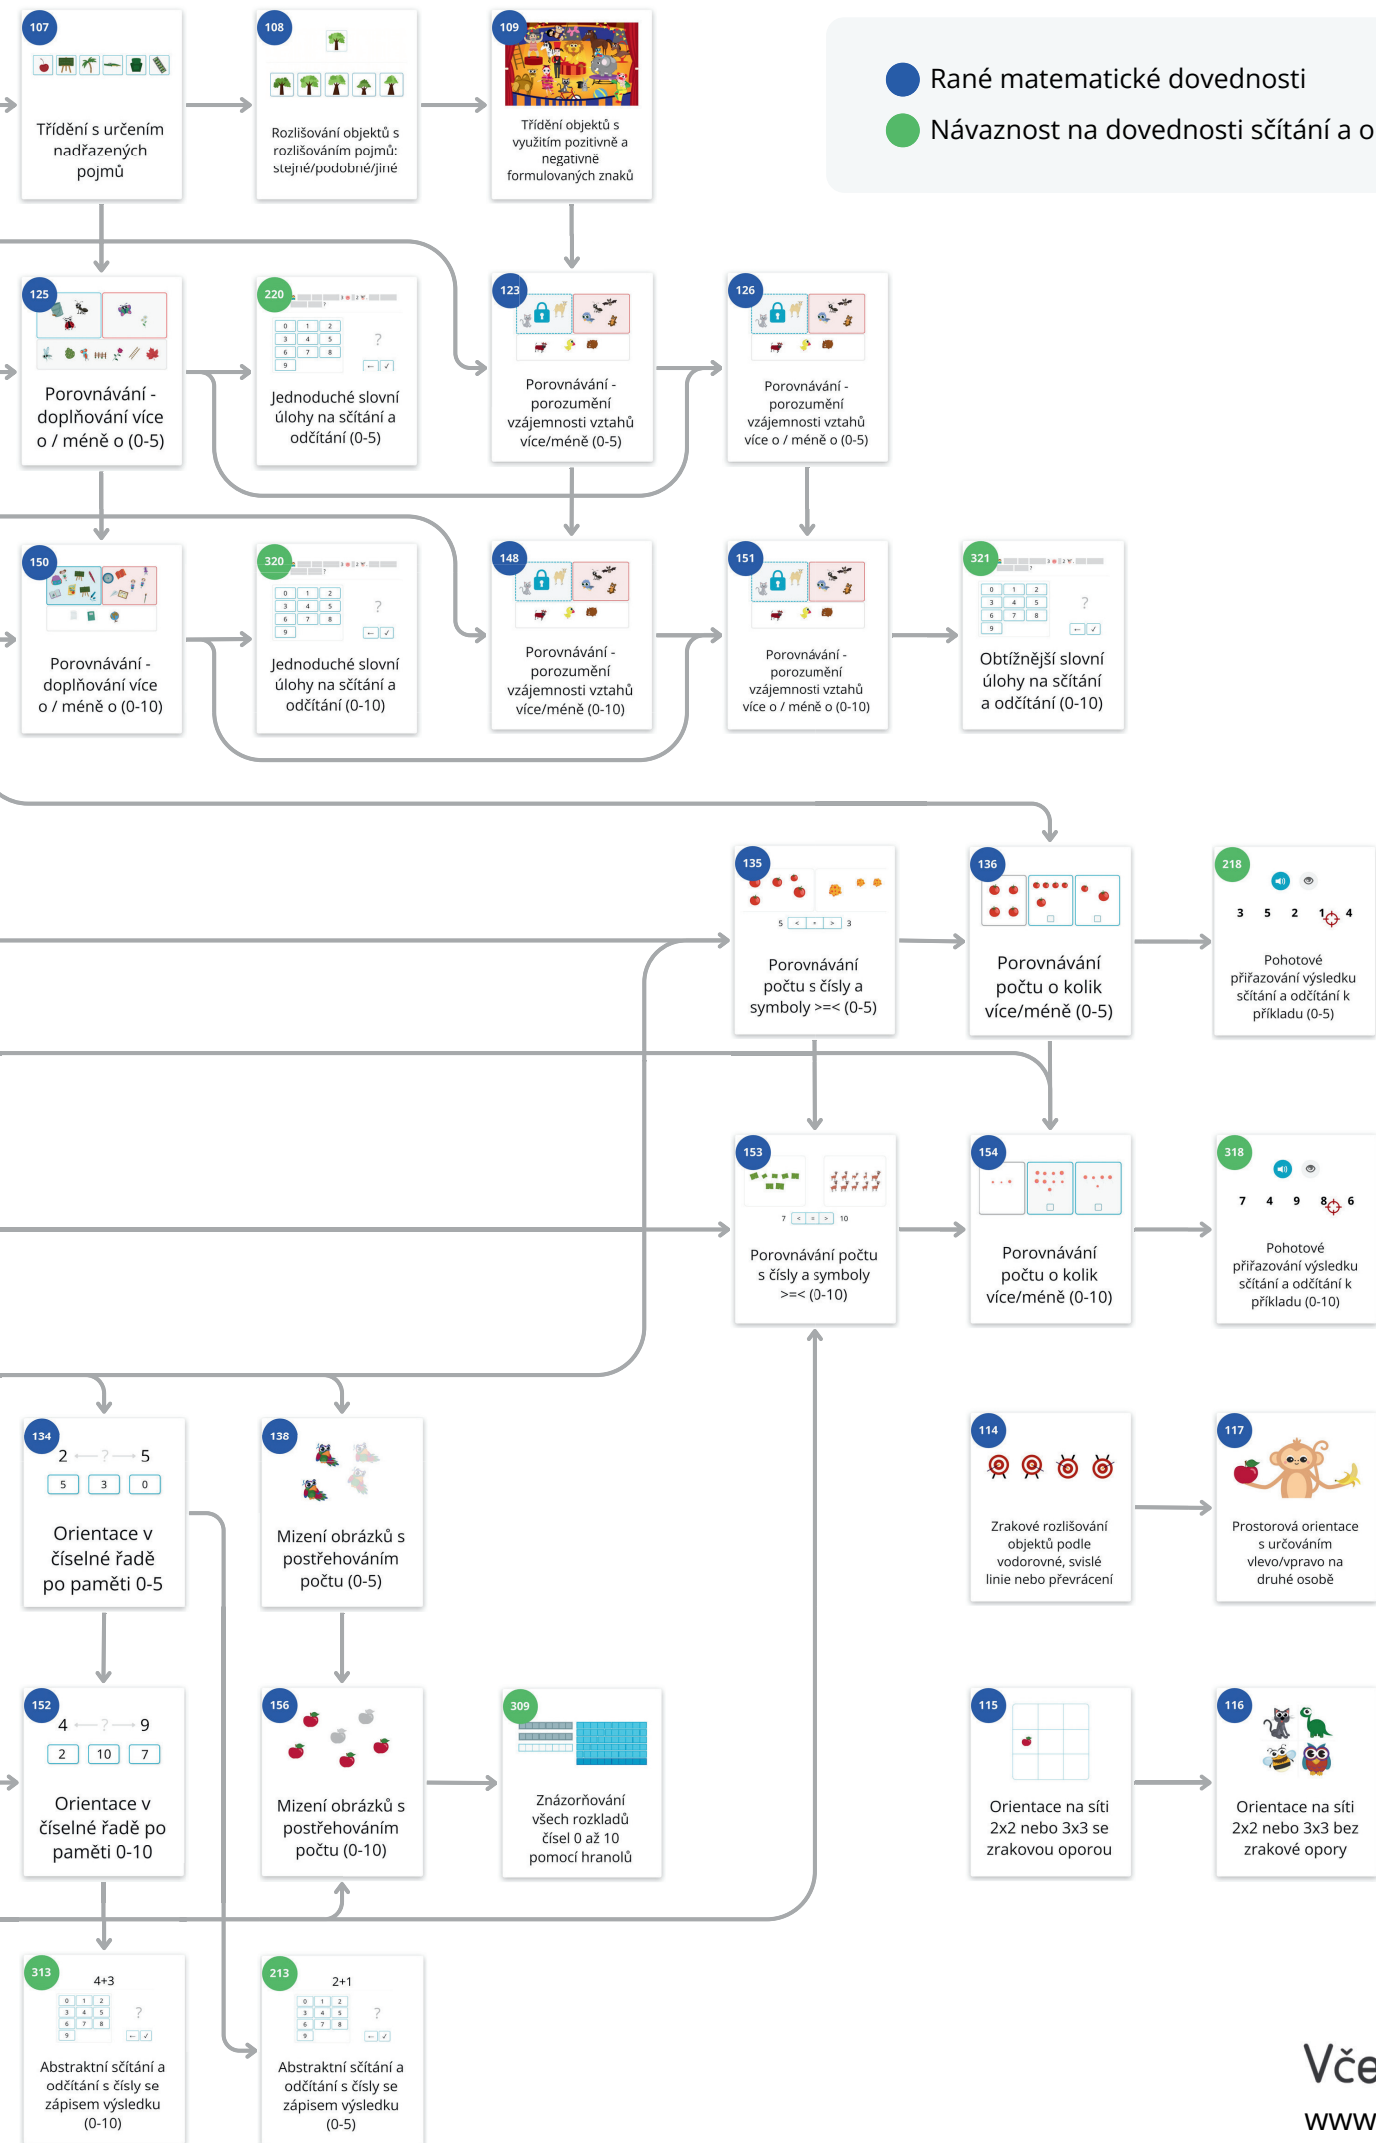 Rané matematické dovednosti
Návaznost na dovednosti sčítání a o
107
Třídění s určením
nadřazených
pojmů
108
Rozlišování objektů s
rozlišováním pojmů:
stejné/podobné/jiné
109
Třídění objektů s
využitím pozitivně a
negativně
formulovaných znaků
125
Porovnávání -
doplňování více
o / méně o (0-5)
220
3 2
?
0 1 2
3 4 5
6 7 8
9
?
← ✓
Jednoduché slovní
úlohy na sčítání a
odčítání (0-5)
123
Porovnávání -
porozumění
vzájemnosti vztahů
více/méně (0-5)
126
Porovnávání -
porozumění
vzájemnosti vztahů
více o / méně o (0-5)
150
Porovnávání -
doplňování více
o / méně o (0-10)
320
3 2
?
0 1 2
3 4 5
6 7 8
9
?
← ✓
Jednoduché slovní
úlohy na sčítání a
odčítání (0-10)
148
Porovnávání -
porozumění
vzájemnosti vztahů
více/méně (0-10)
151
Porovnávání -
porozumění
vzájemnosti vztahů
více o / méně o (0-10)
321
3 2
?
0 1 2
3 4 5
6 7 8
9
?
← ✓
Obtížnější slovní
úlohy na sčítání
a odčítání (0-10)
135
5 < = > 3
Porovnávání
počtu s čísly a
symboly >=< (0-5)
136
Porovnávání
počtu o kolik
více/méně (0-5)
218
3 5 2 1 4
Pohotové
přiřazování výsledku
sčítání a odčítání k
příkladu (0-5)
153
7 < = > 10
Porovnávání počtu
s čísly a symboly
>=< (0-10)
154
Porovnávání
počtu o kolik
více/méně (0-10)
318
7 4 9 8 6
Pohotové
přiřazování výsledku
sčítání a odčítání k
příkladu (0-10)
134
2 ? 5
5 3 0
Orientace v
číselné řadě
po paměti 0-5
138
Mizení obrázků s
postřehováním
počtu (0-5)
114
Zrakové rozlišování
objektů podle
vodorovné, svislé
linie nebo převrácení
117
Prostorová orientace
s určováním
vlevo/vpravo na
druhé osobě
152
4 ? 9
2 10 7
Orientace v
číselné řadě po
paměti 0-10
156
Mizení obrázků s
postřehováním
počtu (0-10)
309
Znázorňování
všech rozkladů
čísel 0 až 10
pomocí hranolů
115
Orientace na síti
2x2 nebo 3x3 se
zrakovou oporou
116
Orientace na síti
2x2 nebo 3x3 bez
zrakové opory
313
4+3
0 1 2
3 4 5
6 7 8
9
?
← ✓
Abstraktní sčítání a
odčítání s čísly se
zápisem výsledku
(0-10)
213
2+1
0 1 2
3 4 5
6 7 8
9
?
← ✓
Abstraktní sčítání a
odčítání s čísly se
zápisem výsledku
(0-5)
Vče
www